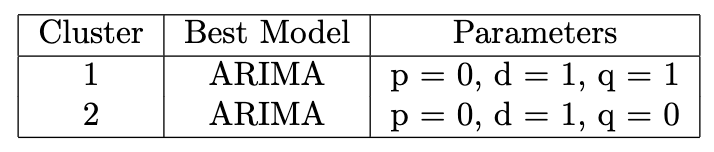 Cluster Best Model Parameters
1 ARIMA p = 0, d = 1, q = 1
2 ARIMA p = 0, d = 1, q = 0